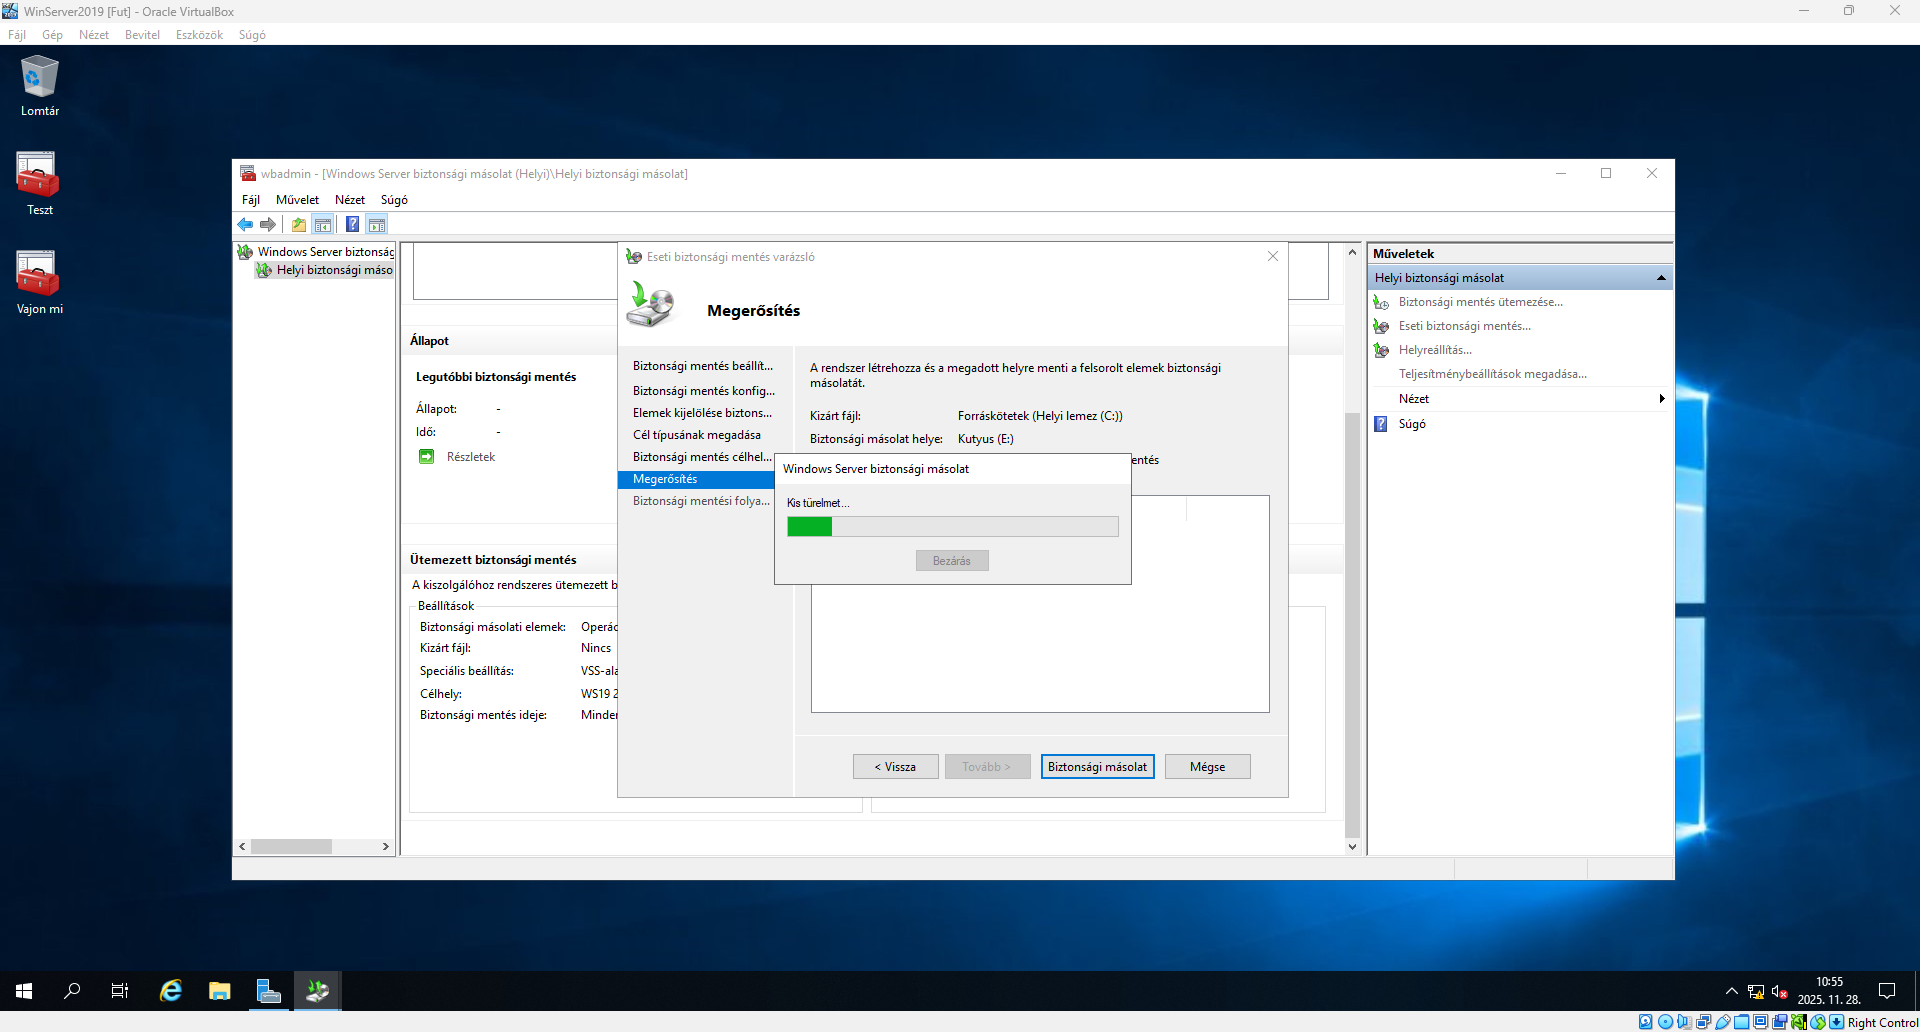 WinServer2019 [Fut] - Oracle VirtualBox
Fájl Gép Nézet Bevitel Eszközök Súgó
Lomtár
Teszt
Vajon mi
wbadmin - [Windows Server biztonsági másolat (Helyi)\Helyi biztonsági másolat]
Fájl Művelet Nézet Súgó
Windows Server biztonság
Helyi biztonsági máso
Állapot
Legutóbbi biztonsági mentés
Állapot: -
Idő: -
Részletek
Ütemezett biztonsági mentés
A kiszolgálóhoz rendszeres ütemezett b
Beállítások
Biztonsági másolati elemek: Operác
Kizárt fájl: Nincs
Speciális beállítás: VSS-ala
Célhely: WS19 2
Biztonsági mentés ideje: Minden
Eseti biztonsági mentés varázsló
Megerősítés
Biztonsági mentés beállít...
Biztonsági mentés konfig...
Elemek kijelölése biztons...
Cél típusának megadása
Biztonsági mentés célhel...
Megerősítés
Biztonsági mentési folya...
A rendszer létrehozza és a megadott helyre menti a felsorolt elemek biztonsági
másolatát.
Kizárt fájl: Forráskötetek (Helyi lemez (C:))
Biztonsági másolat helye: Kutyus (E:)
entés
Windows Server biztonsági másolat
Kis türelmet...
Bezárás
< Vissza Tovább > Biztonsági másolat Mégse
Műveletek
Helyi biztonsági másolat
Biztonsági mentés ütemezése...
Eseti biztonsági mentés...
Helyreállítás...
Teljesítménybeállítások megadása...
Nézet
Súgó
10:55
2025. 11. 28.
Right Control